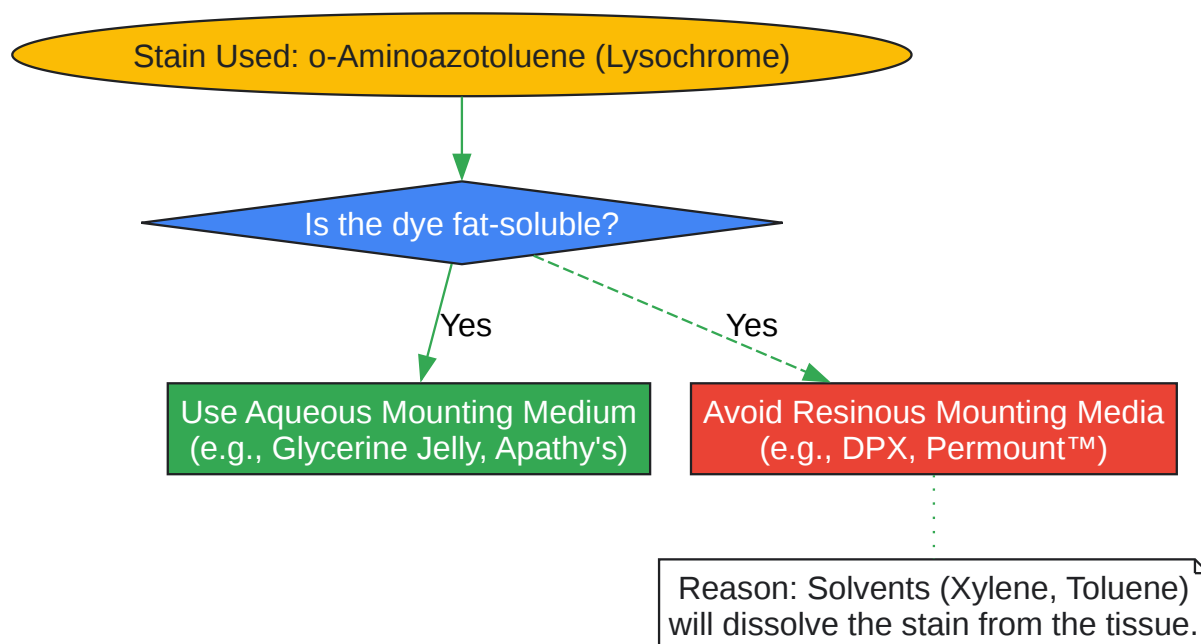 Stain Used: o-Aminoazotoluene (Lysochrome)
Is the dye fat-soluble?
Yes
Yes
Use Aqueous Mounting Medium
(e.g., Glycerine Jelly, Apathy's)
Avoid Resinous Mounting Media
(e.g., DPX, Permount™)
Reason: Solvents (Xylene, Toluene)
will dissolve the stain from the tissue.